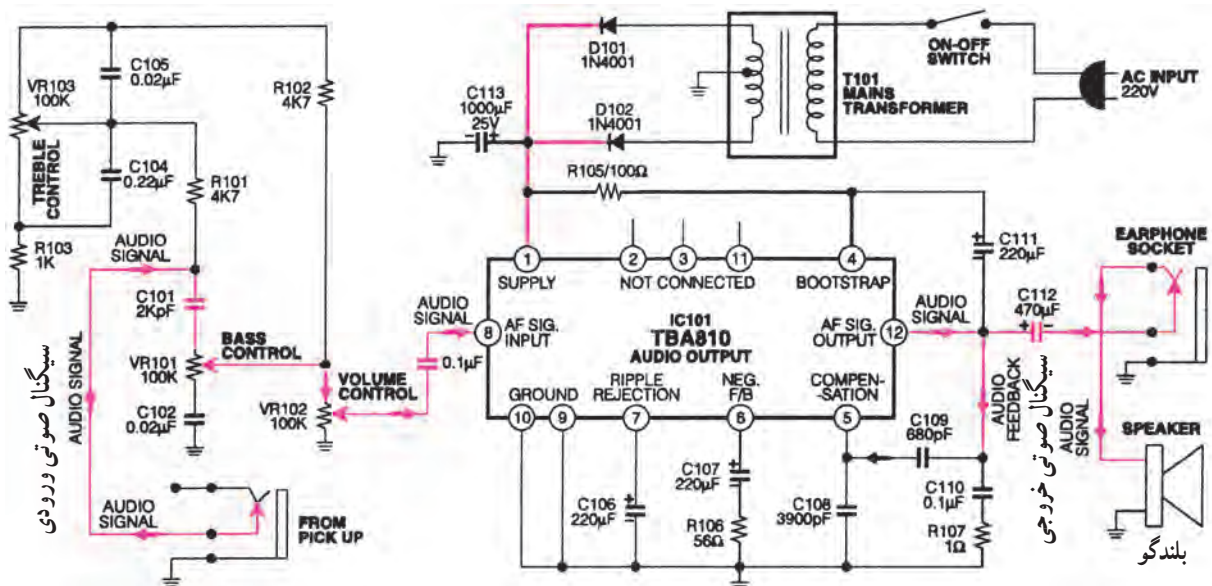 C105
0.02µF
VR103
100K
TREBLE
CONTROL
C104
0.22µF
R102
4K7
R101
4K7
R103
1K
AUDIO
SIGNAL
C101
2KpF
BASS
CONTROL
VR101
100K
C102
0.02µF
AUDIO SIGNAL
سیگنال صوتی ورودی
AUDIO
SIGNAL
FROM
PICK UP
VOLUME
CONTROL
VR102
100K
AUDIO
SIGNAL
0.1µF
D101
1N4001
D102
1N4001
C113
1000µF
25V
T101
MAINS
TRANSFORMER
ON-OFF
SWITCH
AC INPUT
220V
R105/100Ω
1
2
3
11
4
SUPPLY
NOT CONNECTED
BOOTSTRAP
8
AF SIG.
INPUT
IC101
TBA810
AUDIO OUTPUT
AF SIG.
OUTPUT
12
GROUND
RIPPLE
REJECTION
NEG.
F/B
COMPEN-
-SATION
10
9
7
6
5
C111
220µF
AUDIO
SIGNAL
C112
470µF
EARPHONE
SOCKET
C109
680pF
AUDIO
FEEDBACK
سیگنال صوتی خروجی
AUDIO
SIGNAL
C106
220µF
C107
220µF
R106
56Ω
C108
3900pF
C110
0.1µF
R107
1Ω
SPEAKER
بلندگو